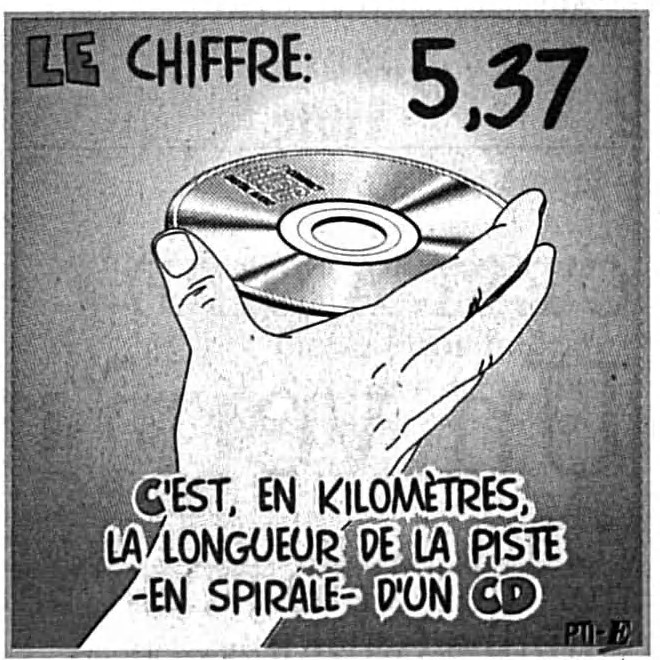 LE CHIFFRE: 5,37
C'EST, EN KILOMÈTRES,
LA LONGUEUR DE LA PISTE
-EN SPIRALE- D'UN CD
PTI-E